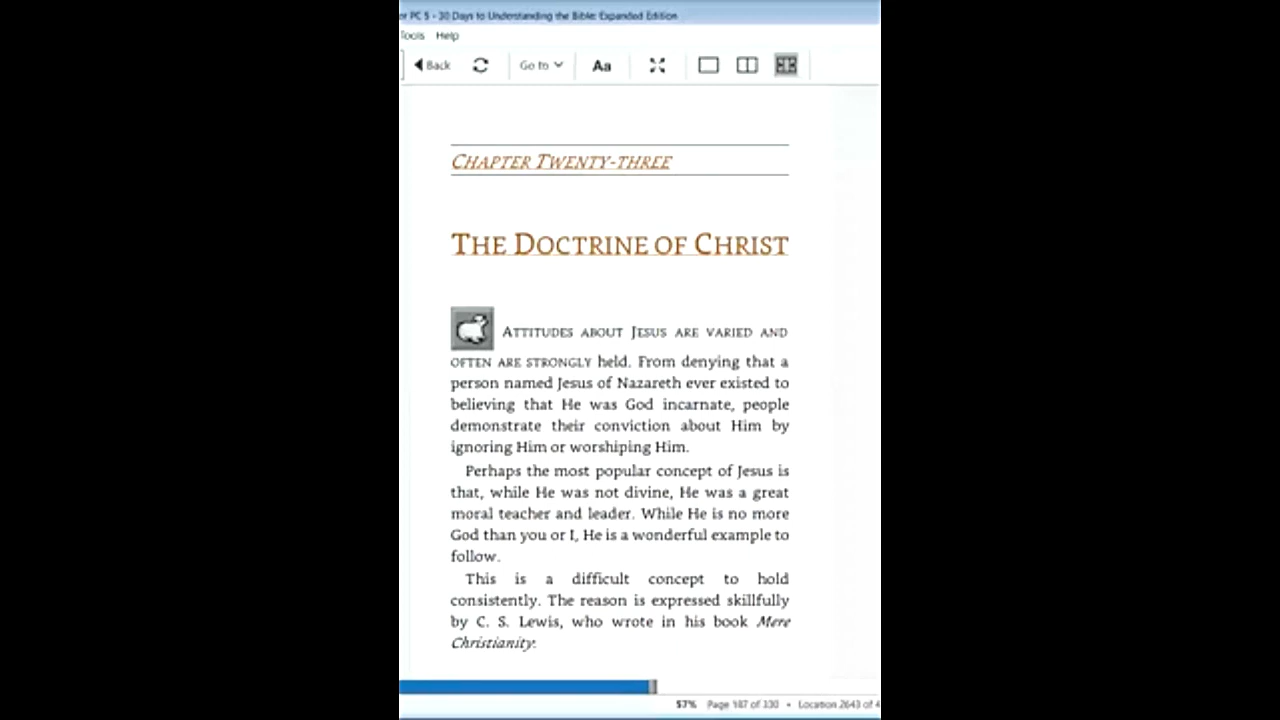 PC 5 - 30 Days to Understanding the Bible: Expanded Edition
Tools Help
Back Go to Aa
CHAPTER TWENTY-THREE
THE DOCTRINE OF CHRIST
ATTITUDES ABOUT JESUS ARE VARIED AND
OFTEN ARE STRONGLY held. From denying that a
person named Jesus of Nazareth ever existed to
believing that He was God incarnate, people
demonstrate their conviction about Him by
ignoring Him or worshiping Him.
Perhaps the most popular concept of Jesus is
that, while He was not divine, He was a great
moral teacher and leader. While He is no more
God than you or I, He is a wonderful example to
follow.
This is a difficult concept to hold
consistently. The reason is expressed skillfully
by C. S. Lewis, who wrote in his book Mere
Christianity:
57% Page 187 of 330 • Location 2643 of 4